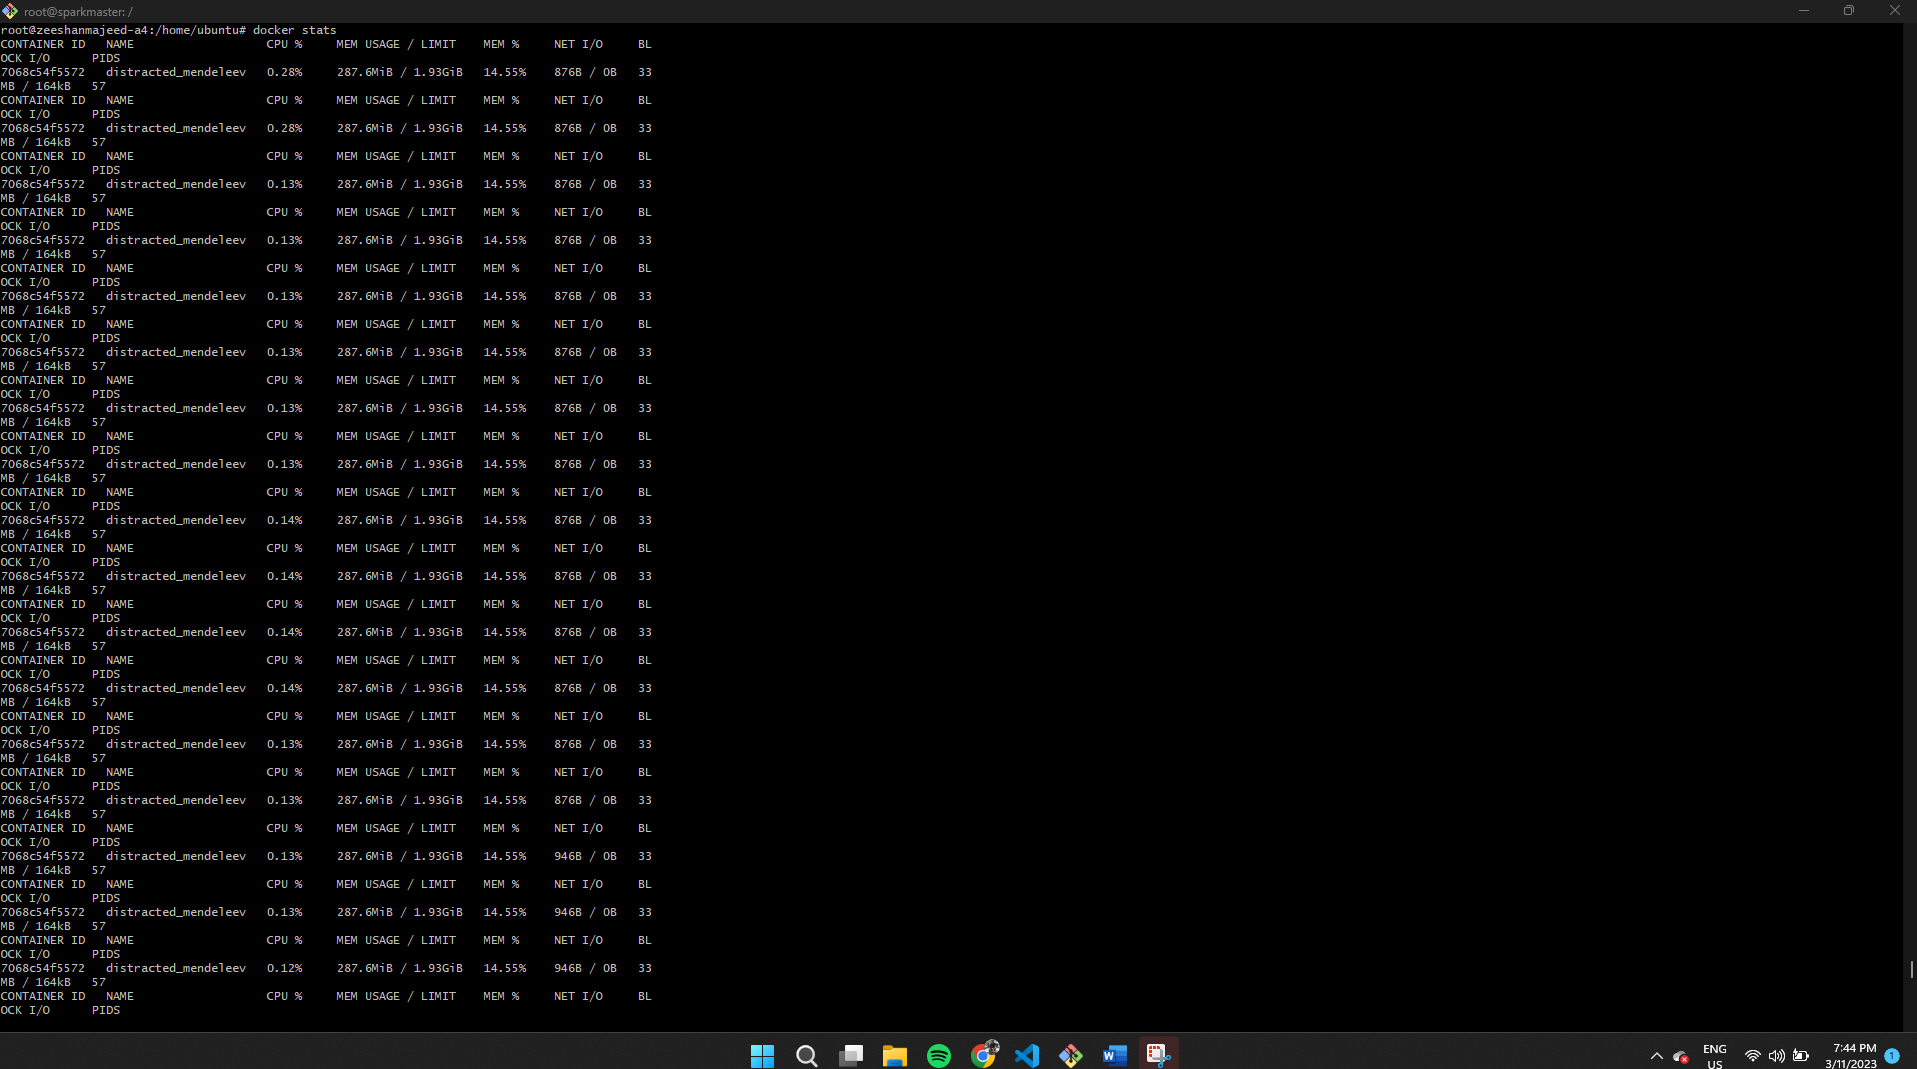 root@sparkmaster: /
root@zeeshanmajeed-a4:/home/ubuntu# docker stats
CONTAINER ID   NAME                   CPU %     MEM USAGE / LIMIT    MEM %     NET I/O     BL
OCK I/O      PIDS
7068c54f5572   distracted_mendeleev   0.28%     287.6MiB / 1.93GiB   14.55%    876B / 0B   33
MB / 164kB   57
CONTAINER ID   NAME                   CPU %     MEM USAGE / LIMIT    MEM %     NET I/O     BL
OCK I/O      PIDS
7068c54f5572   distracted_mendeleev   0.28%     287.6MiB / 1.93GiB   14.55%    876B / 0B   33
MB / 164kB   57
CONTAINER ID   NAME                   CPU %     MEM USAGE / LIMIT    MEM %     NET I/O     BL
OCK I/O      PIDS
7068c54f5572   distracted_mendeleev   0.13%     287.6MiB / 1.93GiB   14.55%    876B / 0B   33
MB / 164kB   57
CONTAINER ID   NAME                   CPU %     MEM USAGE / LIMIT    MEM %     NET I/O     BL
OCK I/O      PIDS
7068c54f5572   distracted_mendeleev   0.13%     287.6MiB / 1.93GiB   14.55%    876B / 0B   33
MB / 164kB   57
CONTAINER ID   NAME                   CPU %     MEM USAGE / LIMIT    MEM %     NET I/O     BL
OCK I/O      PIDS
7068c54f5572   distracted_mendeleev   0.13%     287.6MiB / 1.93GiB   14.55%    876B / 0B   33
MB / 164kB   57
CONTAINER ID   NAME                   CPU %     MEM USAGE / LIMIT    MEM %     NET I/O     BL
OCK I/O      PIDS
7068c54f5572   distracted_mendeleev   0.13%     287.6MiB / 1.93GiB   14.55%    876B / 0B   33
MB / 164kB   57
CONTAINER ID   NAME                   CPU %     MEM USAGE / LIMIT    MEM %     NET I/O     BL
OCK I/O      PIDS
7068c54f5572   distracted_mendeleev   0.13%     287.6MiB / 1.93GiB   14.55%    876B / 0B   33
MB / 164kB   57
CONTAINER ID   NAME                   CPU %     MEM USAGE / LIMIT    MEM %     NET I/O     BL
OCK I/O      PIDS
7068c54f5572   distracted_mendeleev   0.13%     287.6MiB / 1.93GiB   14.55%    876B / 0B   33
MB / 164kB   57
CONTAINER ID   NAME                   CPU %     MEM USAGE / LIMIT    MEM %     NET I/O     BL
OCK I/O      PIDS
7068c54f5572   distracted_mendeleev   0.14%     287.6MiB / 1.93GiB   14.55%    876B / 0B   33
MB / 164kB   57
CONTAINER ID   NAME                   CPU %     MEM USAGE / LIMIT    MEM %     NET I/O     BL
OCK I/O      PIDS
7068c54f5572   distracted_mendeleev   0.14%     287.6MiB / 1.93GiB   14.55%    876B / 0B   33
MB / 164kB   57
CONTAINER ID   NAME                   CPU %     MEM USAGE / LIMIT    MEM %     NET I/O     BL
OCK I/O      PIDS
7068c54f5572   distracted_mendeleev   0.14%     287.6MiB / 1.93GiB   14.55%    876B / 0B   33
MB / 164kB   57
CONTAINER ID   NAME                   CPU %     MEM USAGE / LIMIT    MEM %     NET I/O     BL
OCK I/O      PIDS
7068c54f5572   distracted_mendeleev   0.14%     287.6MiB / 1.93GiB   14.55%    876B / 0B   33
MB / 164kB   57
CONTAINER ID   NAME                   CPU %     MEM USAGE / LIMIT    MEM %     NET I/O     BL
OCK I/O      PIDS
7068c54f5572   distracted_mendeleev   0.13%     287.6MiB / 1.93GiB   14.55%    876B / 0B   33
MB / 164kB   57
CONTAINER ID   NAME                   CPU %     MEM USAGE / LIMIT    MEM %     NET I/O     BL
OCK I/O      PIDS
7068c54f5572   distracted_mendeleev   0.13%     287.6MiB / 1.93GiB   14.55%    876B / 0B   33
MB / 164kB   57
CONTAINER ID   NAME                   CPU %     MEM USAGE / LIMIT    MEM %     NET I/O     BL
OCK I/O      PIDS
7068c54f5572   distracted_mendeleev   0.13%     287.6MiB / 1.93GiB   14.55%    946B / 0B   33
MB / 164kB   57
CONTAINER ID   NAME                   CPU %     MEM USAGE / LIMIT    MEM %     NET I/O     BL
OCK I/O      PIDS
7068c54f5572   distracted_mendeleev   0.13%     287.6MiB / 1.93GiB   14.55%    946B / 0B   33
MB / 164kB   57
CONTAINER ID   NAME                   CPU %     MEM USAGE / LIMIT    MEM %     NET I/O     BL
OCK I/O      PIDS
7068c54f5572   distracted_mendeleev   0.12%     287.6MiB / 1.93GiB   14.55%    946B / 0B   33
MB / 164kB   57
CONTAINER ID   NAME                   CPU %     MEM USAGE / LIMIT    MEM %     NET I/O     BL
OCK I/O      PIDS
W
ENG
US
7:44 PM
3/11/2023
1